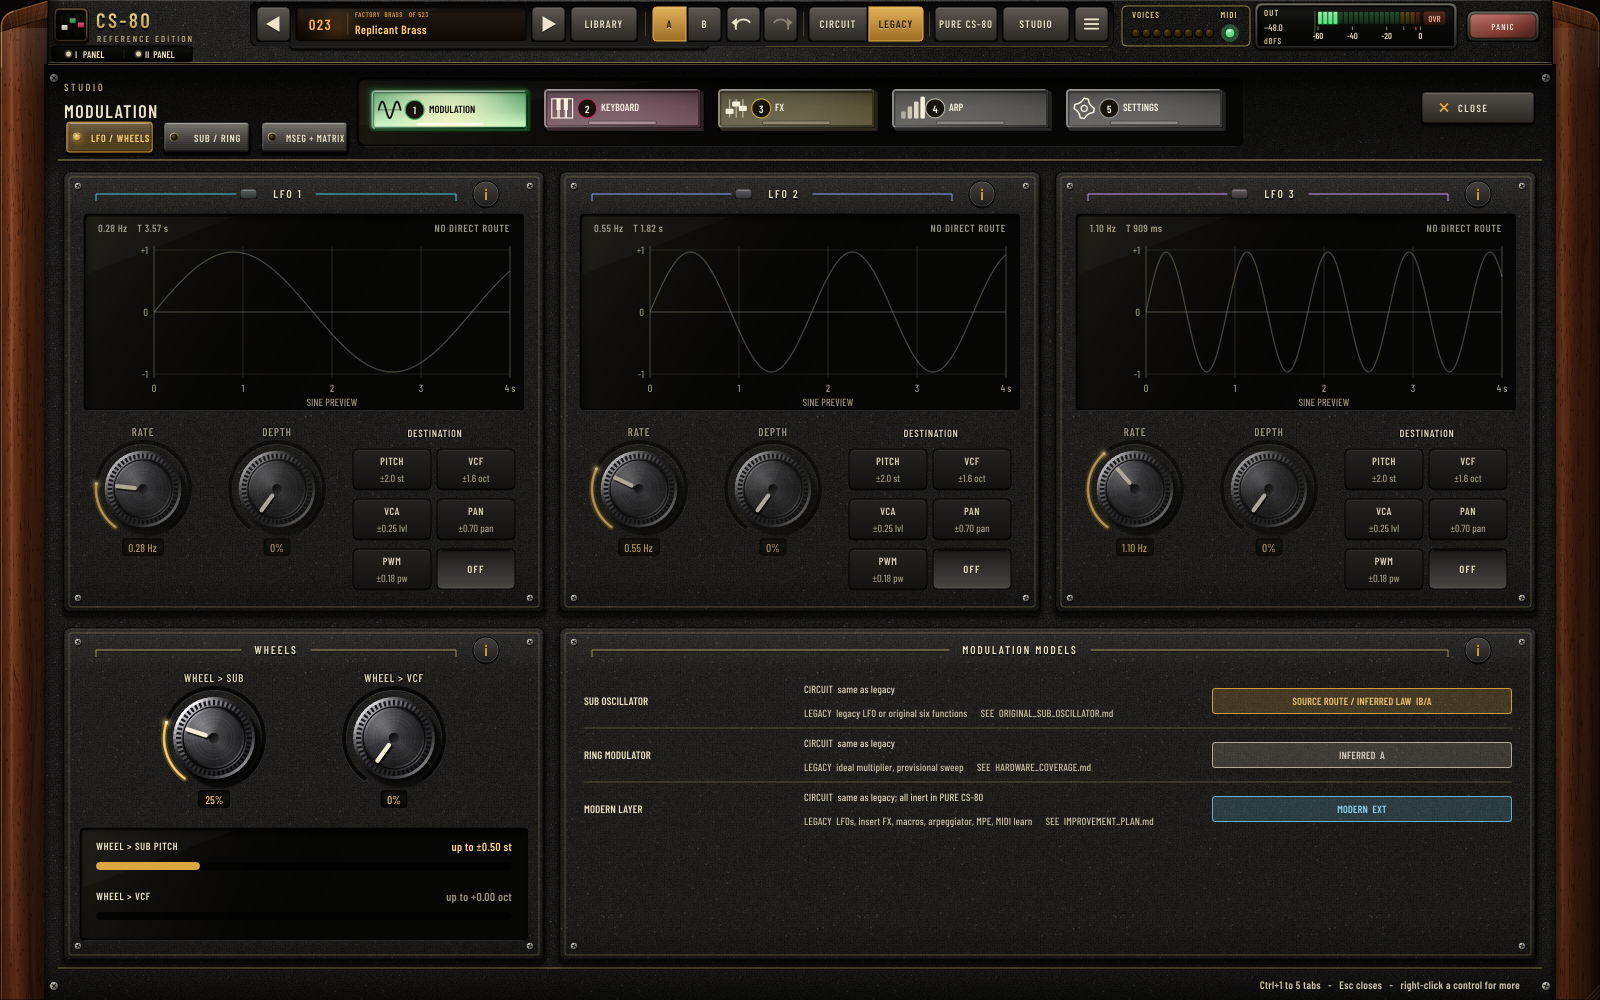 CS-80
REFERENCE EDITION
I PANEL
II PANEL
023
FACTORY BRASS OF 523
Replicant Brass
LIBRARY
A
B
CIRCUIT
LEGACY
PURE CS-80
STUDIO
VOICES
MIDI
OUT
-48.0
dBFS
-60 -40 -20 0
OVR
PANIC
STUDIO
MODULATION
LFO / WHEELS
SUB / RING
MSEG + MATRIX
1 MODULATION
2 KEYBOARD
3 FX
4 ARP
5 SETTINGS
× CLOSE
LFO 1
i
0.28 Hz T 3.57 s
NO DIRECT ROUTE
+1
0
-1
0 1 2 3 4 s
SINE PREVIEW
RATE
DEPTH
DESTINATION
PITCH
±2.0 st
VCF
±1.6 oct
VCA
±0.25 lvl
PAN
±0.70 pan
PWM
±0.18 pw
OFF
0.28 Hz
0%
LFO 2
i
0.55 Hz T 1.82 s
NO DIRECT ROUTE
+1
0
-1
0 1 2 3 4 s
SINE PREVIEW
RATE
DEPTH
DESTINATION
PITCH
±2.0 st
VCF
±1.6 oct
VCA
±0.25 lvl
PAN
±0.70 pan
PWM
±0.18 pw
OFF
0.55 Hz
0%
LFO 3
i
1.10 Hz T 909 ms
NO DIRECT ROUTE
+1
0
-1
0 1 2 3 4 s
SINE PREVIEW
RATE
DEPTH
DESTINATION
PITCH
±2.0 st
VCF
±1.6 oct
VCA
±0.25 lvl
PAN
±0.70 pan
PWM
±0.18 pw
OFF
1.10 Hz
0%
WHEELS
i
WHEEL > SUB
WHEEL > VCF
25%
0%
WHEEL > SUB PITCH
up to ±0.50 st
WHEEL > VCF
up to +0.00 oct
MODULATION MODELS
i
SUB OSCILLATOR
CIRCUIT same as legacy
LEGACY legacy LFO or original six functions SEE ORIGINAL_SUB_OSCILLATOR.md
SOURCE ROUTE / INFERRED LAW IB/A
RING MODULATOR
CIRCUIT same as legacy
LEGACY ideal multiplier, provisional sweep SEE HARDWARE_COVERAGE.md
INFERRED A
MODERN LAYER
CIRCUIT same as legacy; all inert in PURE CS-80
LEGACY LFOs, insert FX, macros, arpeggiator, MPE, MIDI learn SEE IMPROVEMENT_PLAN.md
MODERN EXT
Ctrl+1 to 5 tabs - Esc closes - right-click a control for more